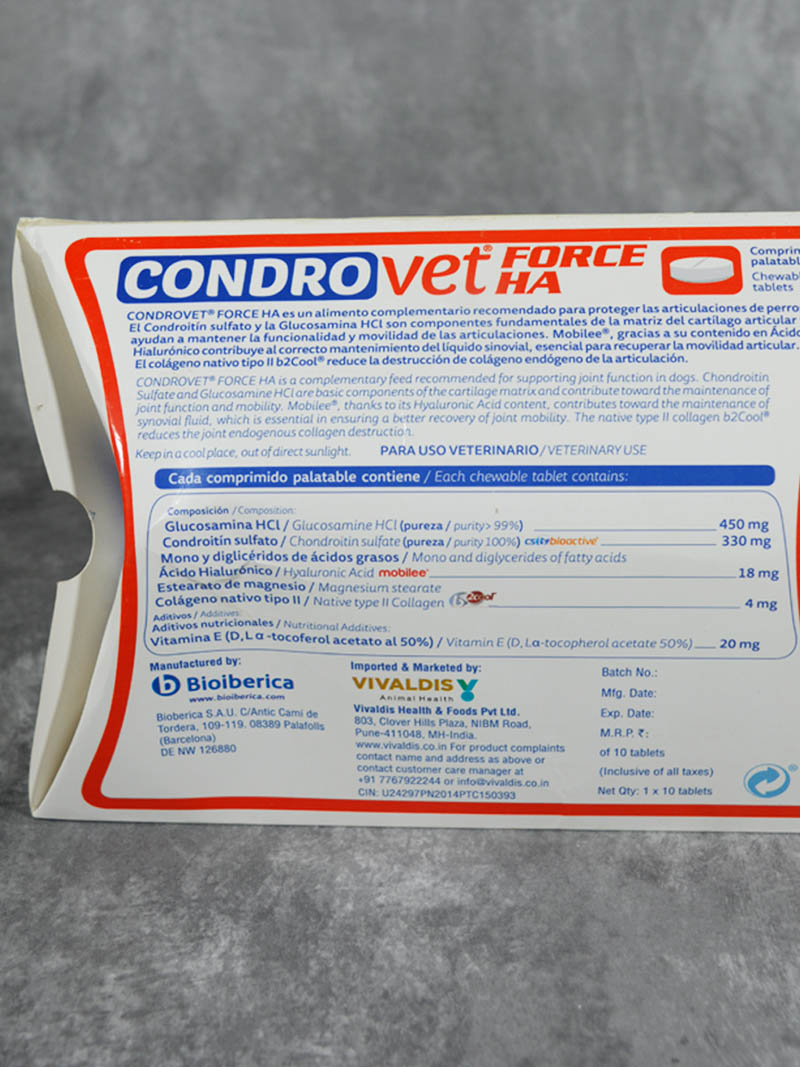 CONDROvet® FORCE HA
Comprim
palatabl
Chewabl
tablets
CONDROVET® FORCE HA es un alimento complementario recomendado para proteger las articulaciones de perro
El Condroitín sulfato y la Glucosamina HCl son componentes fundamentales de la matriz del cartílago articular
ayudan a mantener la funcionalidad y movilidad de las articulaciones. Mobilee®, gracias a su contenido en Ácido
Hialurónico contribuye al correcto mantenimiento del líquido sinovial, esencial para recuperar la movilidad articular.
El colágeno nativo tipo II b2Cool® reduce la destrucción de colágeno endógeno de la articulación.
CONDROVET® FORCE HA is a complementary feed recommended for supporting joint function in dogs. Chondroitin
Sulfate and Glucosamine HCl are basic components of the cartilage matrix and contribute toward the maintenance of
joint function and mobility. Mobilee®, thanks to its Hyaluronic Acid content, contributes toward the maintenance of
synovial fluid, which is essential in ensuring a better recovery of joint mobility. The native type II collagen b2Cool®
reduces the joint endogenous collagen destruction.
Keep in a cool place, out of direct sunlight. PARA USO VETERINARIO / VETERINARY USE
Cada comprimido palatable contiene / Each chewable tablet contains:
Composición / Composition:
Glucosamina HCl / Glucosamine HCl (pureza / purity> 99%) 450 mg
Condroitín sulfato / Chondroitin sulfate (pureza / purity 100%) csbioactive® 330 mg
Mono y diglicéridos de ácidos grasos / Mono and diglycerides of fatty acids
Ácido Hialurónico / Hyaluronic Acid mobilee® 18 mg
Estearato de magnesio / Magnesium stearate
Colágeno nativo tipo II / Native type II Collagen b2cool 4 mg
Aditivos / Additives:
Aditivos nutricionales / Nutritional Additives:
Vitamina E (D,L α -tocoferol acetato al 50%) / Vitamin E (D, Lα-tocopherol acetate 50%) 20 mg
Manufactured by:
b Bioiberica
www.bioiberica.com
Bioberica S.A.U. C/Antic Camí de
Tordera, 109-119. 08389 Palafolls
(Barcelona)
DE NW 126880
Imported & Marketed by:
VIVALDIS
Animal Health
Vivaldis Health & Foods Pvt Ltd.
803, Clover Hills Plaza, NIBM Road,
Pune-411048, MH-India.
www.vivaldis.co.in For product complaints
contact name and address as above or
contact customer care manager at
+91 7767922244 or info@vivaldis.co.in
CIN: U24297PN2014PTC150393
Batch No.:
Mfg. Date:
Exp. Date:
M.R.P. ₹:
of 10 tablets
(Inclusive of all taxes)
Net Qty: 1 x 10 tablets